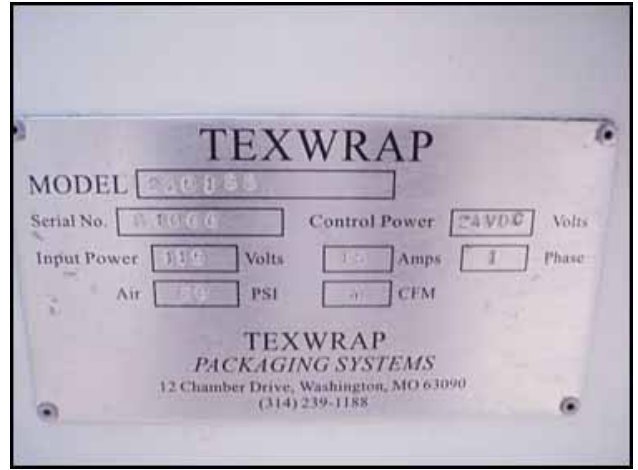 TEXWRAP
MODEL
Serial No. Control Power 24VDC Volts
Input Power Volts Amps 1 Phase
Air PSI CFM
TEXWRAP
PACKAGING SYSTEMS
12 Chamber Drive, Washington, MO 63090
(314) 239-1188